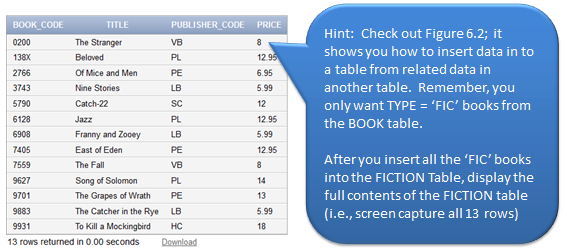 BOOK_CODE TITLE PUBLISHER_CODE PRICE
0200 The Stranger VB 8
138X Beloved PL 12.95
2766 Of Mice and Men PE 6.95
3743 Nine Stories LB 5.99
5790 Catch-22 SC 12
6128 Jazz PL 12.95
6908 Franny and Zooey LB 5.99
7405 East of Eden PE 12.95
7559 The Fall VB 8
9627 Song of Solomon PL 14
9701 The Grapes of Wrath PE 13
9883 The Catcher in the Rye LB 5.99
9931 To Kill a Mockingbird HC 18
13 rows returned in 0.00 seconds Download
Hint: Check out Figure 6.2; it
shows you how to insert data in to
a table from related data in
another table. Remember, you
only want TYPE = ‘FIC’ books from
the BOOK table.
After you insert all the ‘FIC’ books
into the FICTION Table, display the
full contents of the FICTION table
(i.e., screen capture all 13 rows)